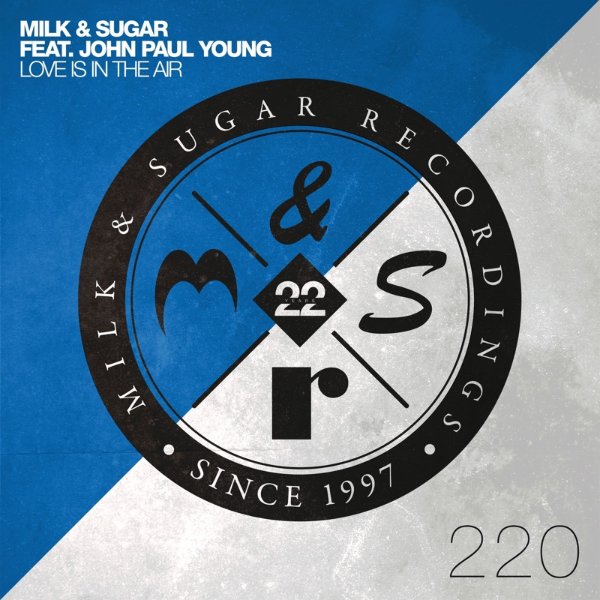 MILK & SUGAR
FEAT. JOHN PAUL YOUNG
LOVE IS IN THE AIR
MILK & SUGAR RECORDINGS
&
m
22
YEARS
S
r
• SINCE 1997 •
220